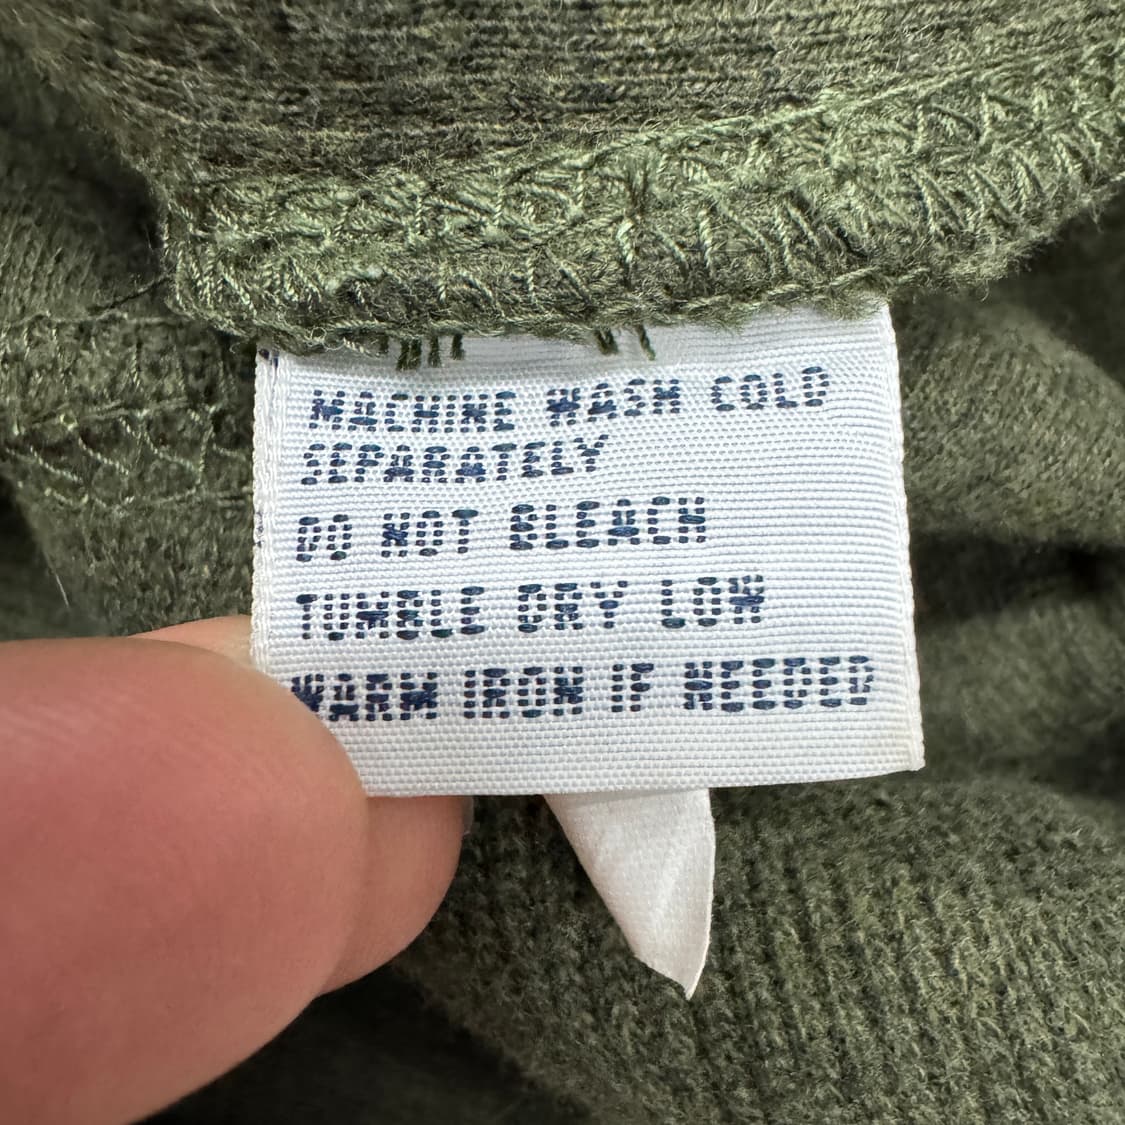 MACHINE WASH COLD
SEPARATELY
DO NOT BLEACH
TUMBLE DRY LOW
WARM IRON IF NEEDED